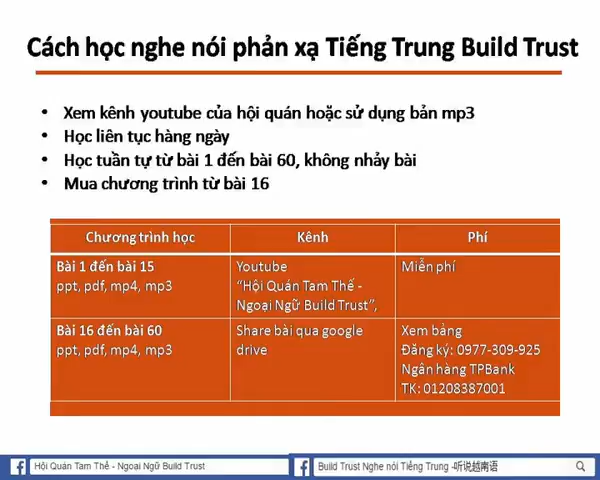 Cách học nghe nói phản xạ Tiếng Trung Build Trust
• Xem kênh youtube của hội quán hoặc sử dụng bản mp3
• Học liên tục hàng ngày
• Học tuần tự từ bài 1 đến bài 60, không nhảy bài
• Mua chương trình từ bài 16
Chương trình học
Kênh
Phí
Bài 1 đến bài 15
ppt, pdf, mp4, mp3
Youtube
“Hội Quán Tam Thế -
Ngoại Ngữ Build Trust”,
Miễn phí
Bài 16 đến bài 60
ppt, pdf, mp4, mp3
Share bài qua google
drive
Xem bảng
Đăng ký: 0977-309-925
Ngân hàng TPBank
TK: 01208387001
Hội Quán Tam Thế - Ngoại Ngữ Build Trust
Build Trust Nghe nói Tiếng Trung -听说越南语